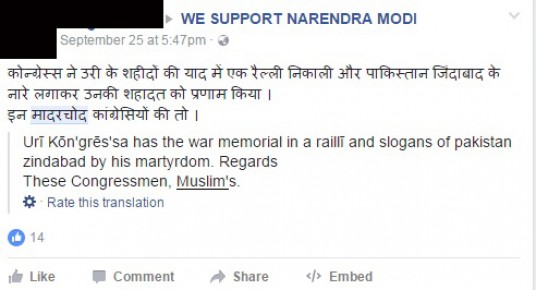 WE SUPPORT NARENDRA MODI
September 25 at 5:47pm ·
कोन्ग्रेस्स ने उरी के शहीदों की याद में एक रैल्ली निकाली और पाकिस्तान जिंदाबाद के
नारे लगाकर उनकी शहादत को प्रणाम किया ।
इन मादरचोद कांग्रेसियों की तो ।
Urī Kōn'grēs'sa has the war memorial in a raillī and slogans of pakistan
zindabad by his martyrdom. Regards
These Congressmen, Muslim's.
· Rate this translation
14
Like Comment Share </> Embed